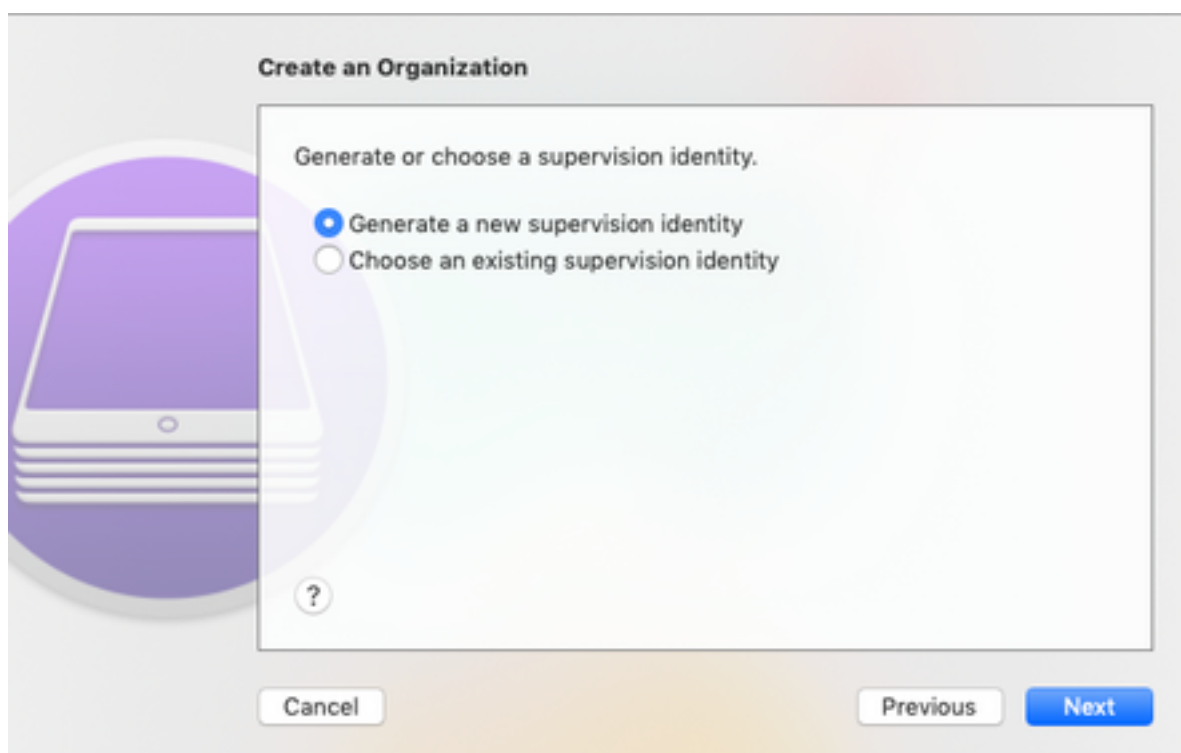 Create an Organization
Generate or choose a supervision identity.
Generate a new supervision identity
Choose an existing supervision identity
?
Cancel
Previous
Next